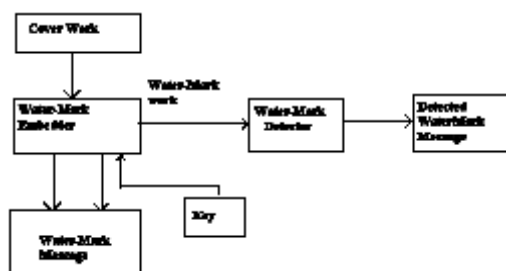 Cover Work
Water-Mark
work
Water-Mark
Embedder
Water-Mark
Detector
Detected
WaterMark
Message
Key
Water-Mark
Message